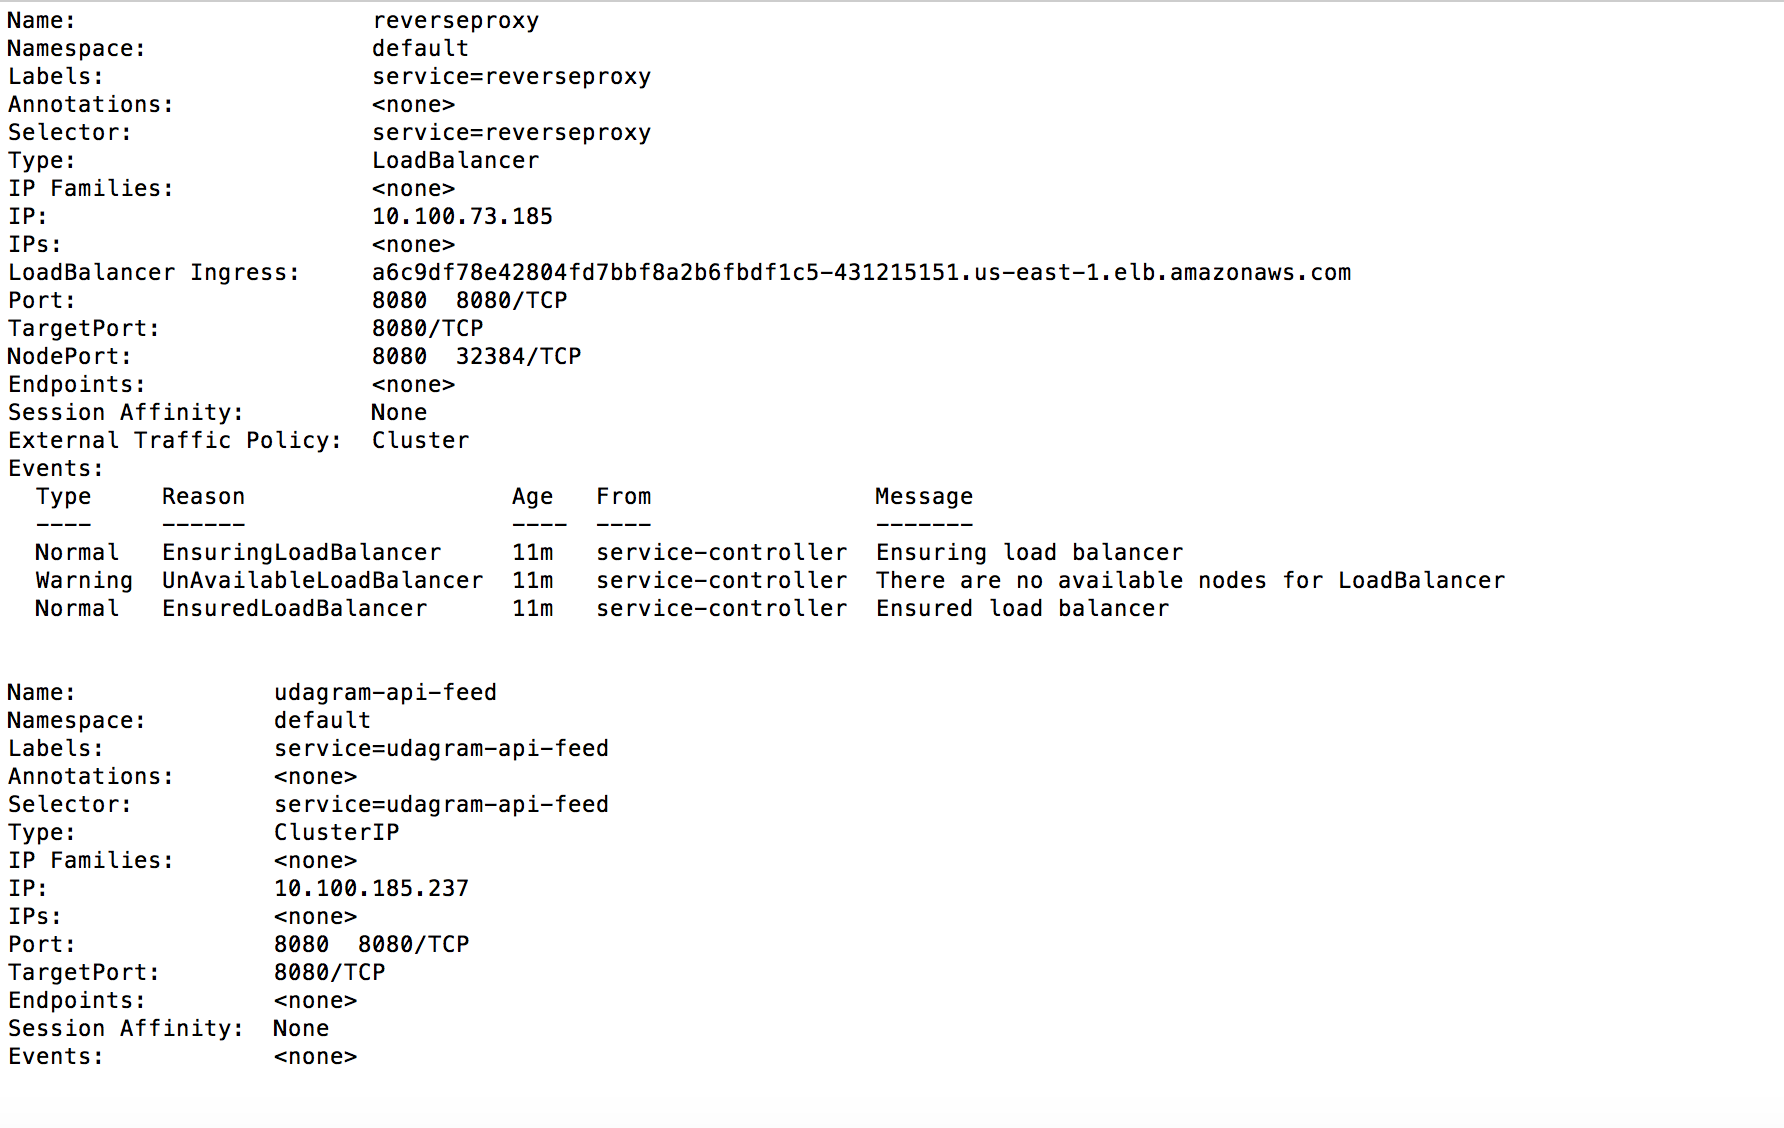 Name: reverseproxy
Namespace: default
Labels: service=reverseproxy
Annotations: <none>
Selector: service=reverseproxy
Type: LoadBalancer
IP Families: <none>
IP: 10.100.73.185
IPs: <none>
LoadBalancer Ingress: a6c9df78e42804fd7bbf8a2b6fbdf1c5-431215151.us-east-1.elb.amazonaws.com
Port: 8080 8080/TCP
TargetPort: 8080/TCP
NodePort: 8080 32384/TCP
Endpoints: <none>
Session Affinity: None
External Traffic Policy: Cluster
Events:
Type Reason Age From Message
---- ------ ---- ---- -------
Normal EnsuringLoadBalancer 11m service-controller Ensuring load balancer
Warning UnAvailableLoadBalancer 11m service-controller There are no available nodes for LoadBalancer
Normal EnsuredLoadBalancer 11m service-controller Ensured load balancer
Name: udagram-api-feed
Namespace: default
Labels: service=udagram-api-feed
Annotations: <none>
Selector: service=udagram-api-feed
Type: ClusterIP
IP Families: <none>
IP: 10.100.185.237
IPs: <none>
Port: 8080 8080/TCP
TargetPort: 8080/TCP
Endpoints: <none>
Session Affinity: None
Events: <none>